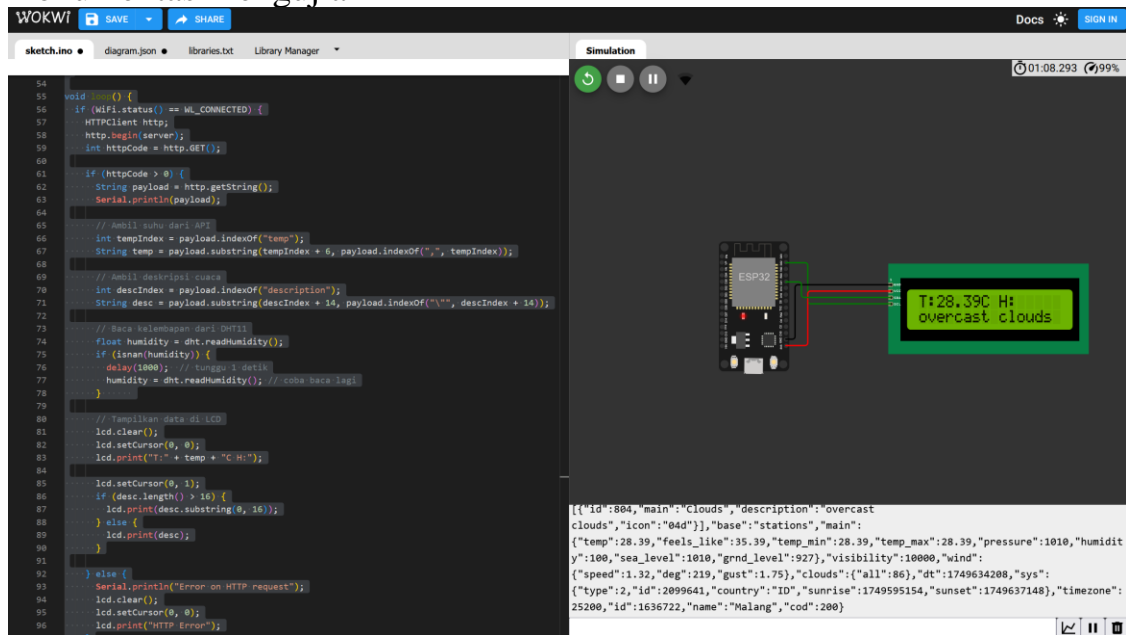 WOKWI
SAVE
SHARE
Docs
SIGN IN
sketch.ino
diagram.json
libraries.txt
Library Manager
Simulation
01:08.293
99%
54
55 void loop() {
56 if (WiFi.status() == WL_CONNECTED) {
57 HTTPClient http;
58 http.begin(server);
59 int httpCode = http.GET();
60
61 if (httpCode > 0) {
62 String payload = http.getString();
63 Serial.println(payload);
64
65 // Ambil suhu dari API
66 int tempIndex = payload.indexOf("temp");
67 String temp = payload.substring(tempIndex + 6, payload.indexOf(",", tempIndex));
68
69 // Ambil deskripsi cuaca
70 int descIndex = payload.indexOf("description");
71 String desc = payload.substring(descIndex + 14, payload.indexOf("\"", descIndex + 14));
72
73 // Baca kelembapan dari DHT11
74 float humidity = dht.readHumidity();
75 if (isnan(humidity)) {
76 delay(1000); // tunggu 1 detik
77 humidity = dht.readHumidity(); // coba baca lagi
78 }
79
80 // Tampilkan data di LCD
81 lcd.clear();
82 lcd.setCursor(0, 0);
83 lcd.print("T:" + temp + "C H:");
84
85 lcd.setCursor(0, 1);
86 if (desc.length() > 16) {
87 lcd.print(desc.substring(0, 16));
88 } else {
89 lcd.print(desc);
90 }
91
92 } else {
93 Serial.println("Error on HTTP request");
94 lcd.clear();
95 lcd.setCursor(0, 0);
96 lcd.print("HTTP Error");
ESP32
T:28.39C H:
overcast clouds
[{"id":804,"main":"Clouds","description":"overcast
clouds","icon":"04d"}],"base":"stations","main":
{"temp":28.39,"feels_like":35.39,"temp_min":28.39,"temp_max":28.39,"pressure":1010,"humidit
y":100,"sea_level":1010,"grnd_level":927},"visibility":10000,"wind":
{"speed":1.32,"deg":219,"gust":1.75},"clouds":{"all":86},"dt":1749634208,"sys":
{"type":2,"id":2099641,"country":"ID","sunrise":1749595154,"sunset":1749637148},"timezone":
25200,"id":1636722,"name":"Malang","cod":200}